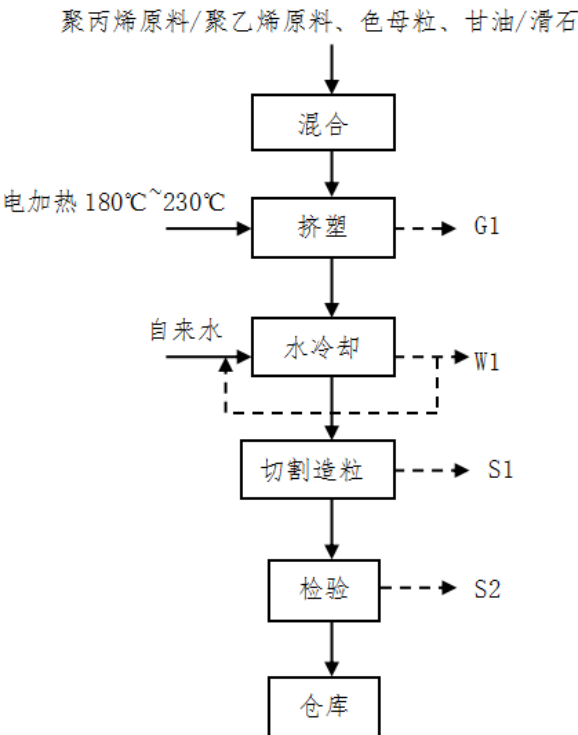 聚丙烯原料/聚乙烯原料、色母粒、甘油/滑石
混合
电加热 180℃~230℃
挤塑
G1
自来水
水冷却
W1
切割造粒
S1
检验
S2
仓库